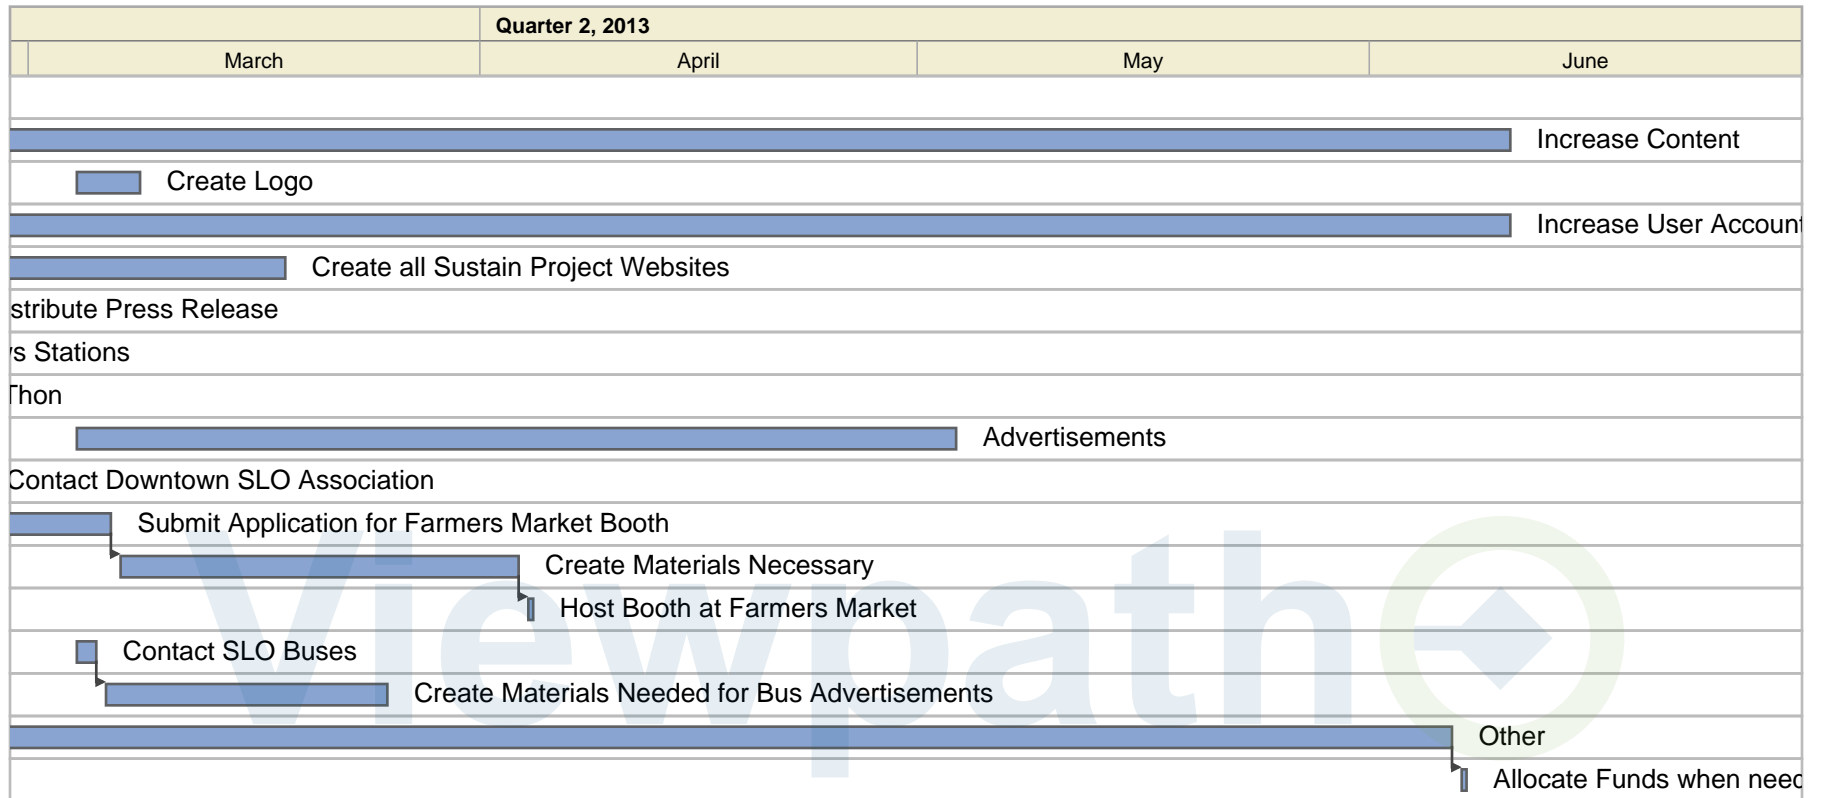 Quarter 2, 2013
March April May June
Increase Content
Create Logo
Increase User Account
Create all Sustain Project Websites
stribute Press Release
s Stations
Thon
Advertisements
Contact Downtown SLO Association
Submit Application for Farmers Market Booth
Create Materials Necessary
Host Booth at Farmers Market
Contact SLO Buses
Create Materials Needed for Bus Advertisements
Viewpath
Other
Allocate Funds when need